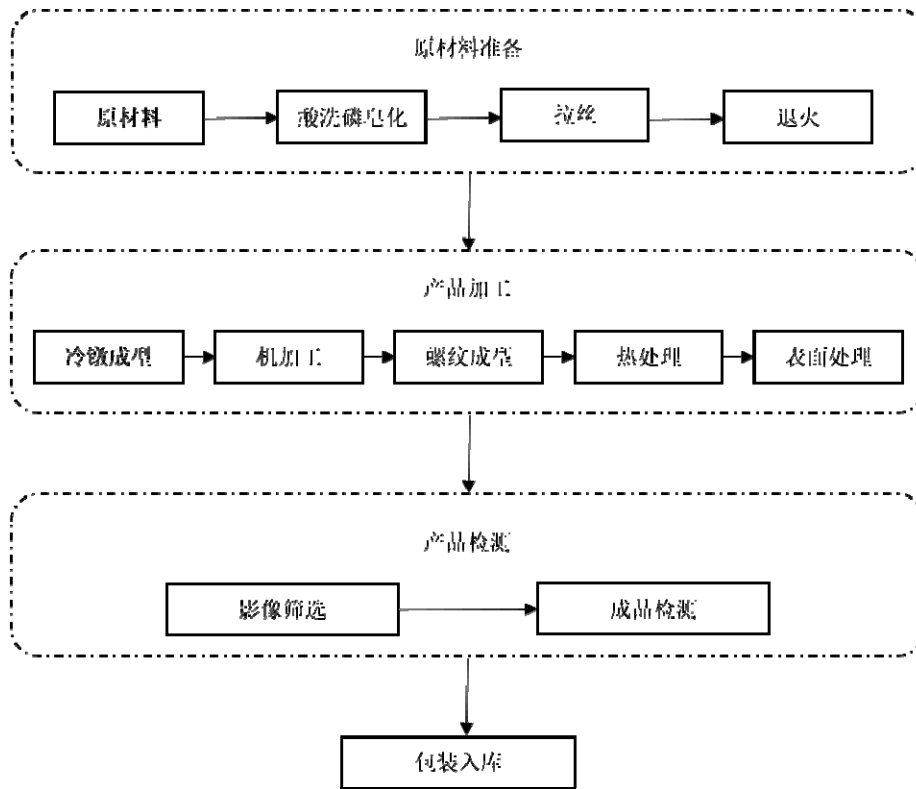 原材料准备
原材料 酸洗磷皂化 拉丝 退火
产品加工
冷镦成型 机加工 螺纹成型 热处理 表面处理
产品检测
影像筛选 成品检测
包装入库